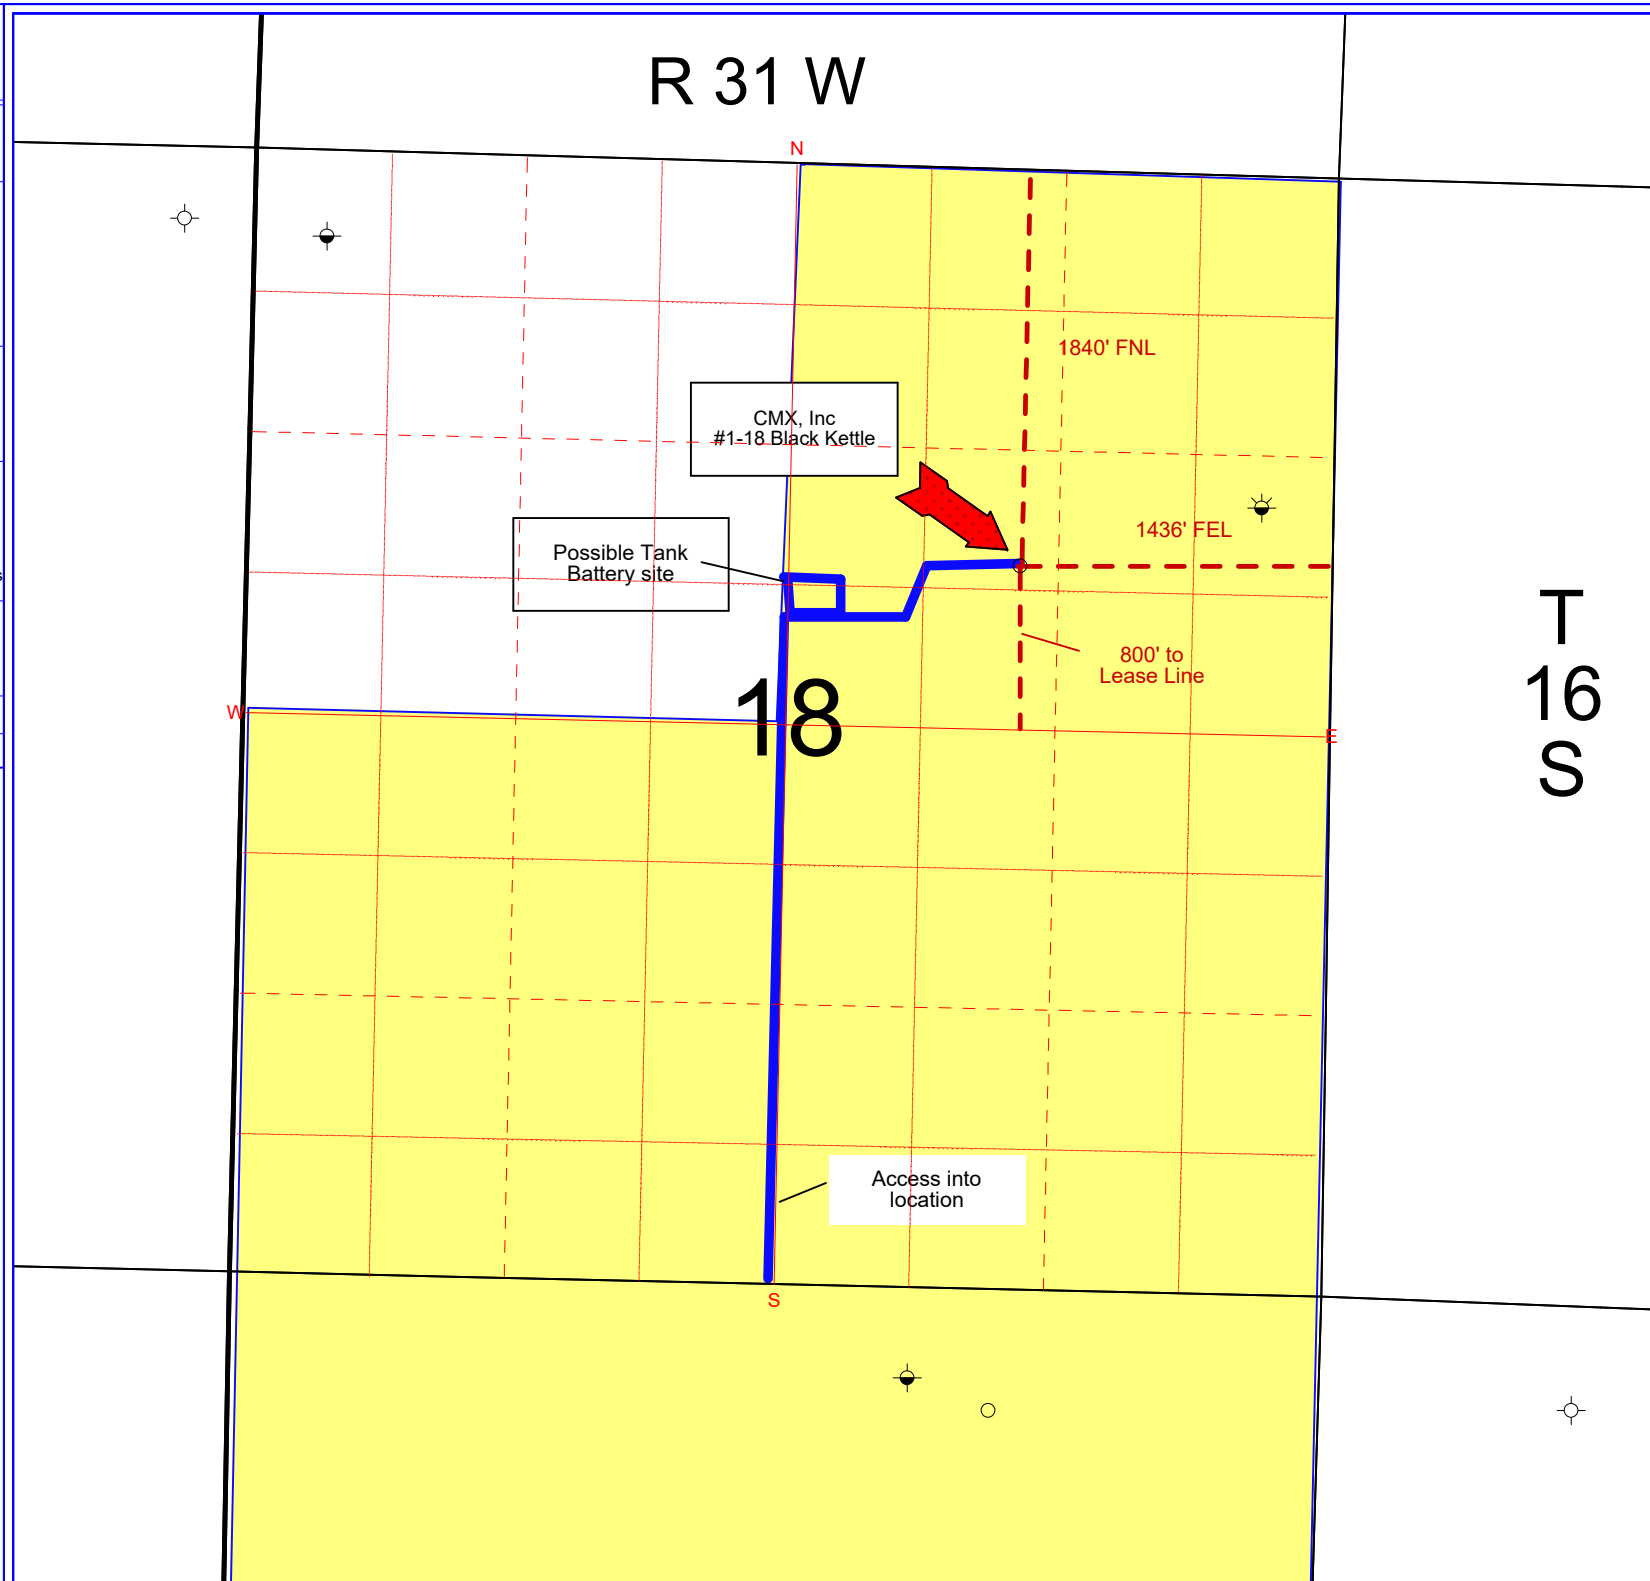 R 31 W
N
1840' FNL
CMX, Inc
#1-18 Black Kettle
1436' FEL
Possible Tank
Battery site
T
16
S
800' to
Lease Line
W
18
E
Access into
location
S